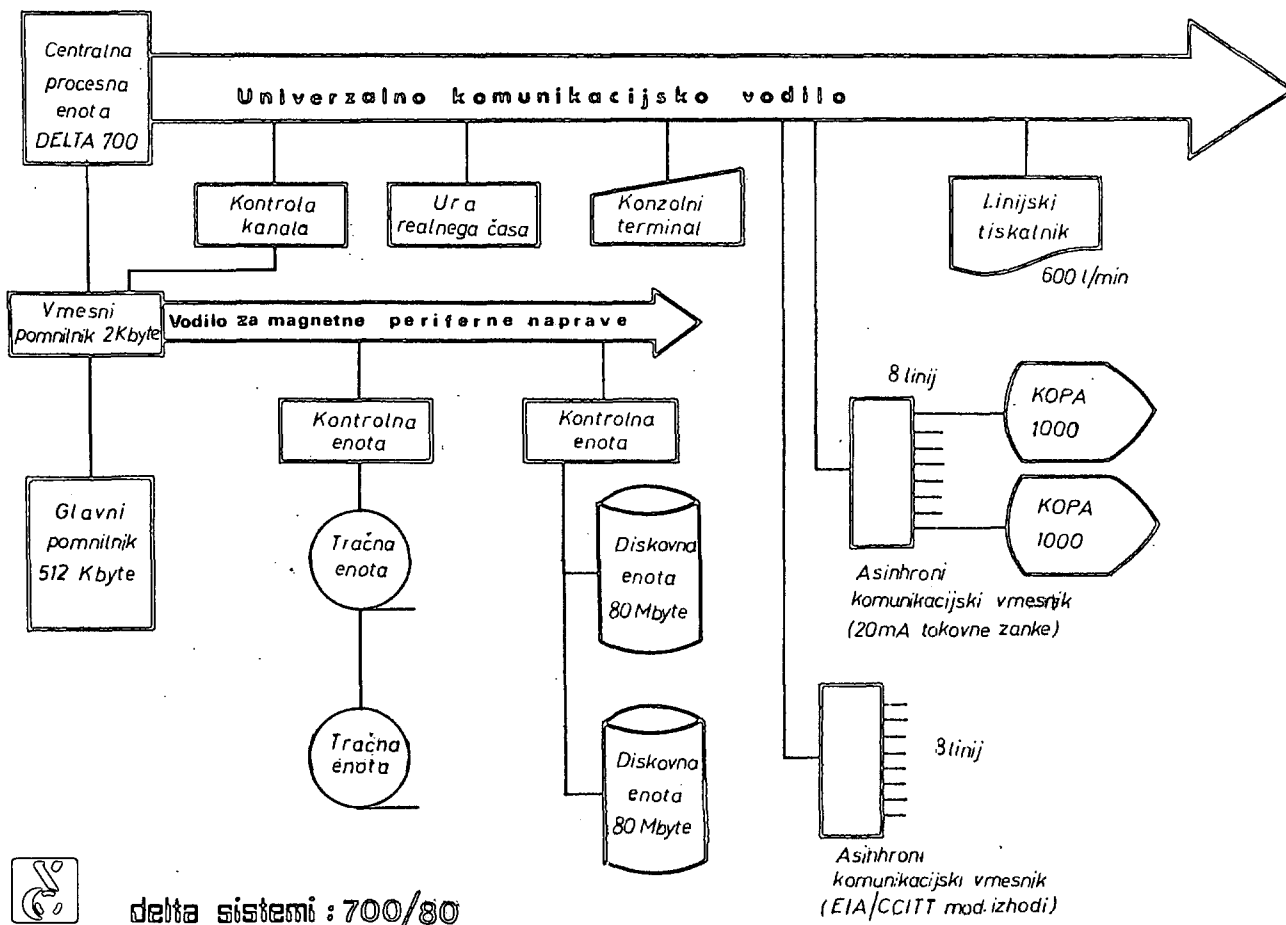 Centralna
procesna
enota
DELTA 700
Univerzalno komunikacijsko vodilo
Kontrola
kanala
Ura
realnega časa
Konzolni
terminal
Linijski
tiskalnik
600 l/min
Vmesni
pomnilnik 2Kbyte
Vodilo za magnetne periferne naprave
Kontrolna
enota
Kontrolna
enota
8 linij
KOPA
1000
KOPA
1000
Glavni
pomnilnik
512 Kbyte
Tračna
enota
Diskovna
enota
80 Mbyte
Asinhroni
komunikacijski vmesnik
(20mA tokovne zanke)
Tračna
enota
Diskovna
enota
80 Mbyte
8 linij
Asinhroni
komunikacijski vmesnik
(EIA/CCITT mod. izhodi)
delta sistemi : 700/80